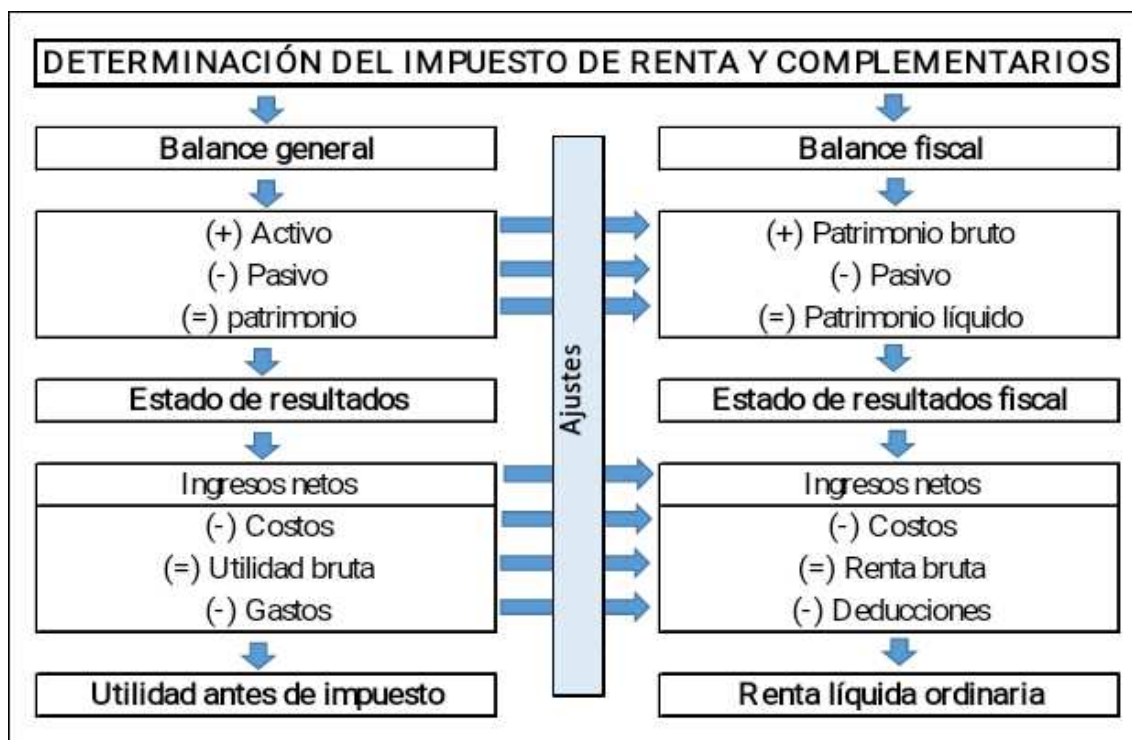 DETERMINACIÓN DEL IMPUESTO DE RENTA Y COMPLEMENTARIOS
Balance general
(+) Activo
(-) Pasivo
(=) patrimonio
Estado de resultados
Ingresos netos
(-) Costos
(=) Utilidad bruta
(-) Gastos
Utilidad antes de impuesto
Ajustes
Balance fiscal
(+) Patrimonio bruto
(-) Pasivo
(=) Patrimonio líquido
Estado de resultados fiscal
Ingresos netos
(-) Costos
(=) Renta bruta
(-) Deducciones
Renta líquida ordinaria